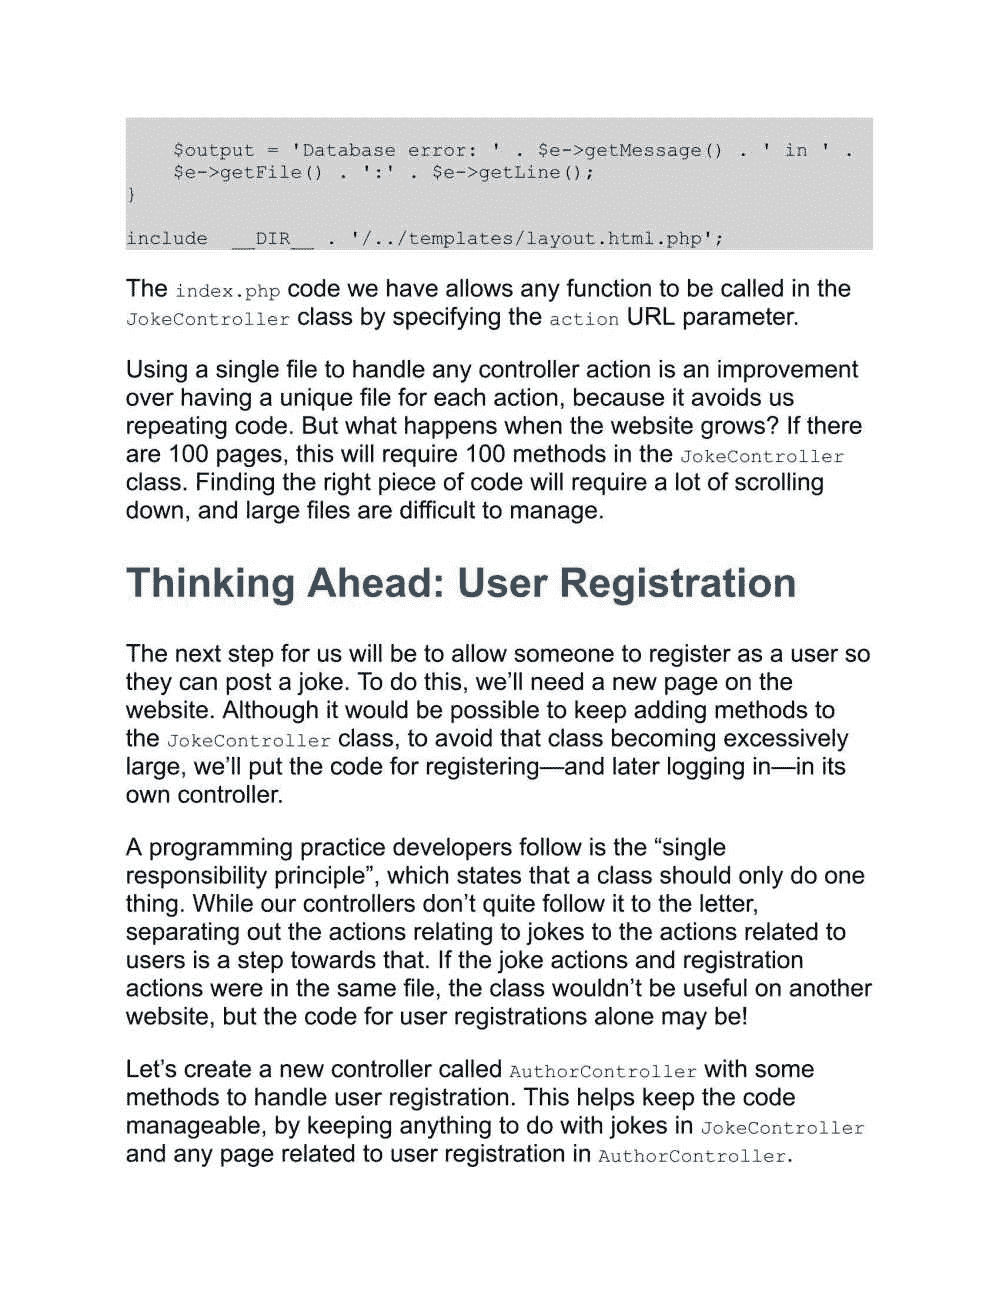 $output = 'Database error: ' . $e->getMessage() . ' in ' .
$e->getFile() . ':' . $e->getLine();
}
include __DIR__ . '/../templates/layout.html.php';
The index.php code we have allows any function to be called in the
JokeController class by specifying the action URL parameter.
Using a single file to handle any controller action is an improvement
over having a unique file for each action, because it avoids us
repeating code. But what happens when the website grows? If there
are 100 pages, this will require 100 methods in the JokeController
class. Finding the right piece of code will require a lot of scrolling
down, and large files are difficult to manage.
Thinking Ahead: User Registration
The next step for us will be to allow someone to register as a user so
they can post a joke. To do this, we’ll need a new page on the
website. Although it would be possible to keep adding methods to
the JokeController class, to avoid that class becoming excessively
large, we’ll put the code for registering—and later logging in—in its
own controller.
A programming practice developers follow is the “single
responsibility principle”, which states that a class should only do one
thing. While our controllers don’t quite follow it to the letter,
separating out the actions relating to jokes to the actions related to
users is a step towards that. If the joke actions and registration
actions were in the same file, the class wouldn’t be useful on another
website, but the code for user registrations alone may be!
Let’s create a new controller called AuthorController with some
methods to handle user registration. This helps keep the code
manageable, by keeping anything to do with jokes in JokeController
and any page related to user registration in AuthorController.